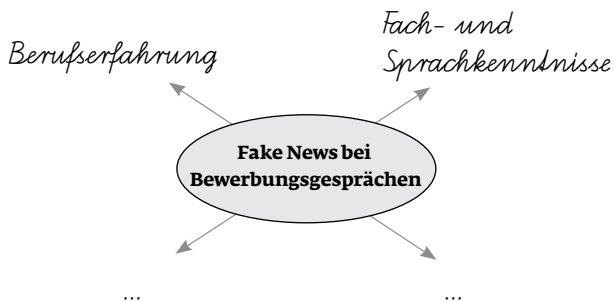 Berufserfahrung
Fach- und
Sprachkenntnisse
Fake News bei
Bewerbungsgesprächen
...
...